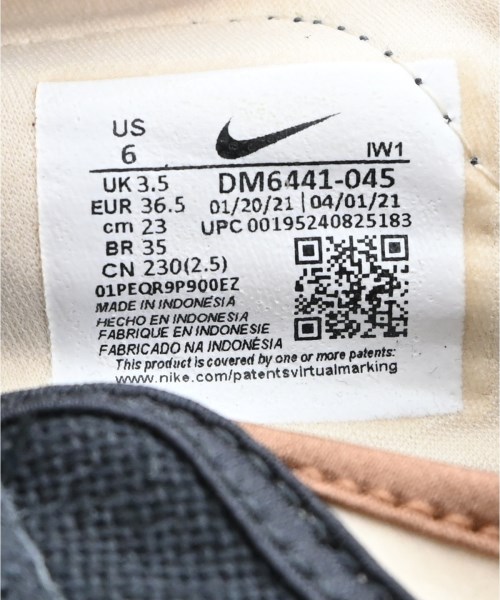 US
6
IW1
UK 3.5
DM6441-045
EUR 36.5
01/20/21 | 04/01/21
cm 23
UPC 00195240825183
BR 35
CN 230(2.5)
01PEQR9P900EZ
MADE IN INDONESIA
HECHO EN INDONESIA
FABRIQUE EN INDONESIE
FABRICADO NA INDONÉSIA
This product is covered by one or more patents:
www.nike.com/patentsvirtualmarking